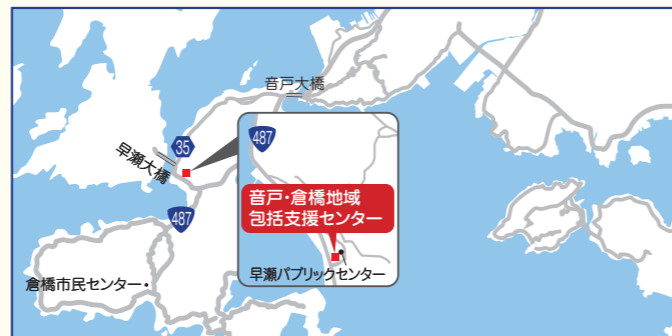 音戸大橋
35
早瀬大橋
487
487
音戸・倉橋地域
包括支援センター
早瀬パブリックセンター
倉橋市民センター